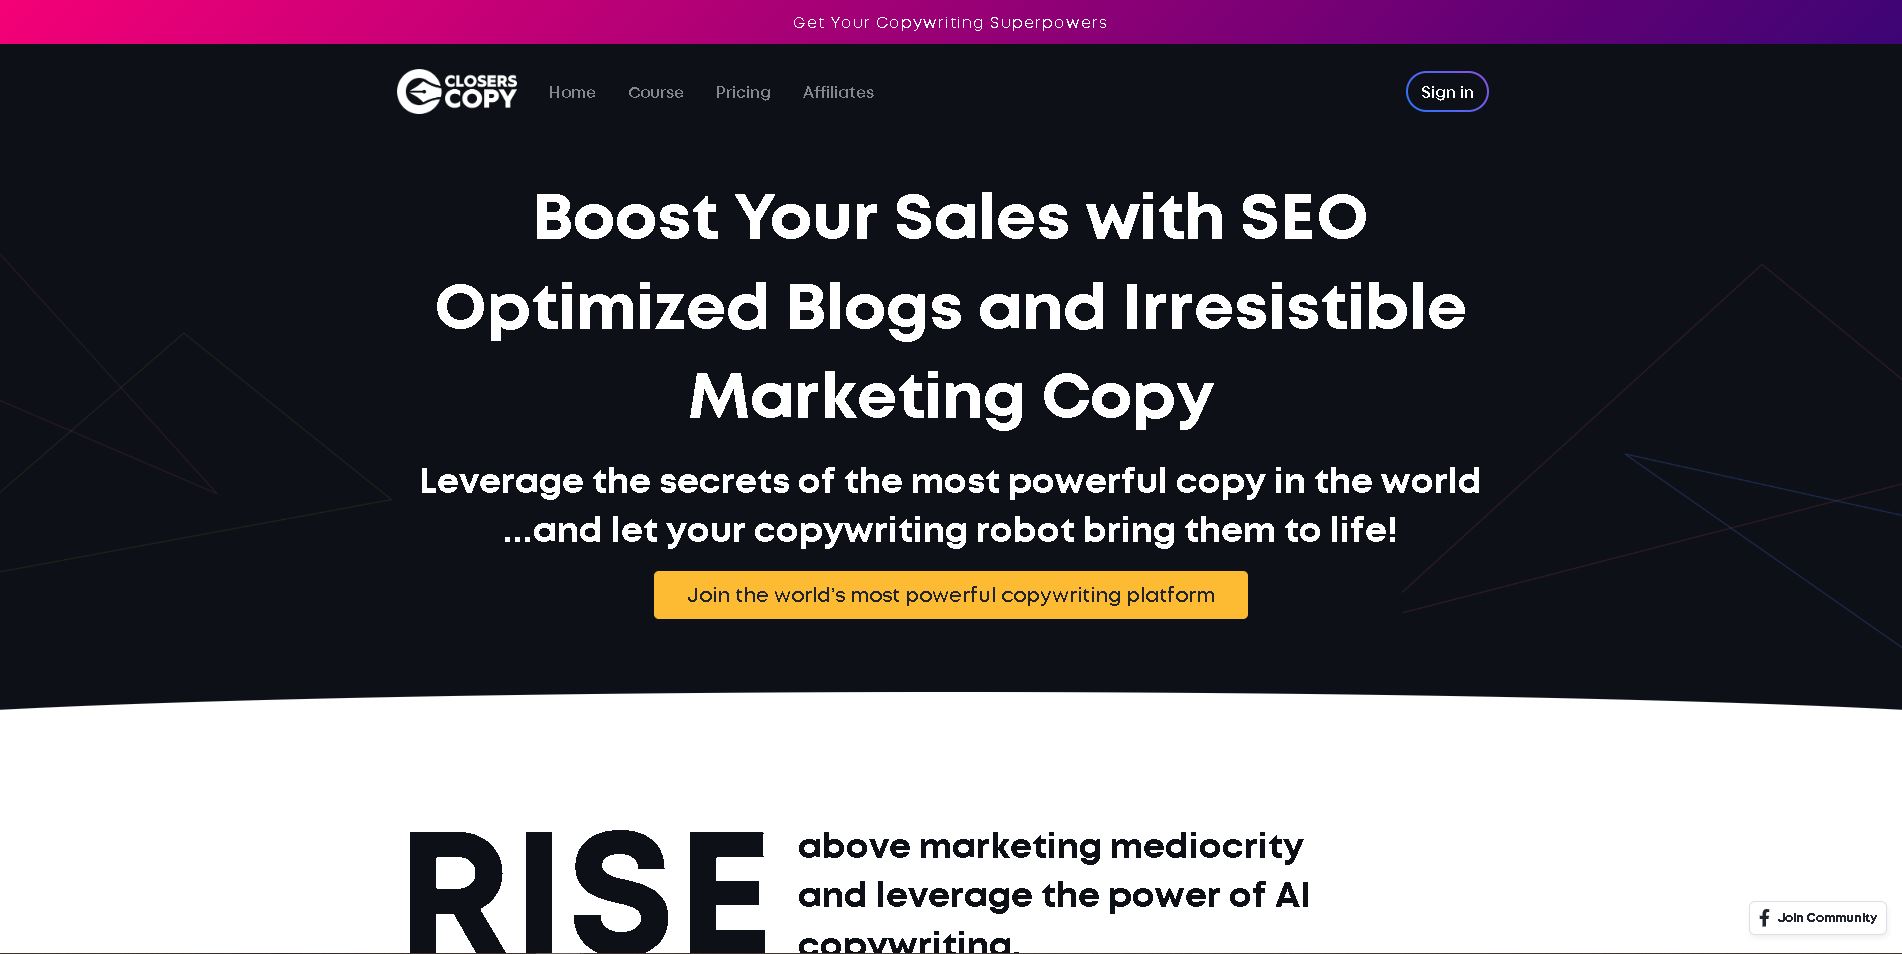 Get Your Copywriting Superpowers
CLOSERS
COPY
Home
Course
Pricing
Affiliates
Sign in
Boost Your Sales with SEO
Optimized Blogs and Irresistible
Marketing Copy
Leverage the secrets of the most powerful copy in the world
...and let your copywriting robot bring them to life!
Join the world's most powerful copywriting platform
RISE
above marketing mediocrity
and leverage the power of AI
copywriting.
Join Community